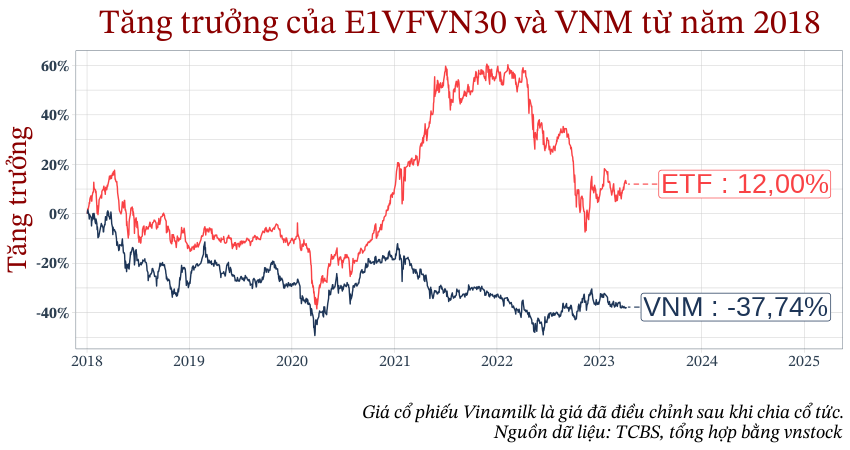 Tăng trưởng của E1VFVN30 và VNM từ năm 2018
60%
40%
20%
0%
-20%
-40%
Tăng trưởng
ETF : 12,00%
VNM : -37,74%
2018
2019
2020
2021
2022
2023
2024
2025
Giá cổ phiếu Vinamilk là giá đã điều chỉnh sau khi chia cổ tức.
Nguồn dữ liệu: TCBS, tổng hợp bằng vnstock